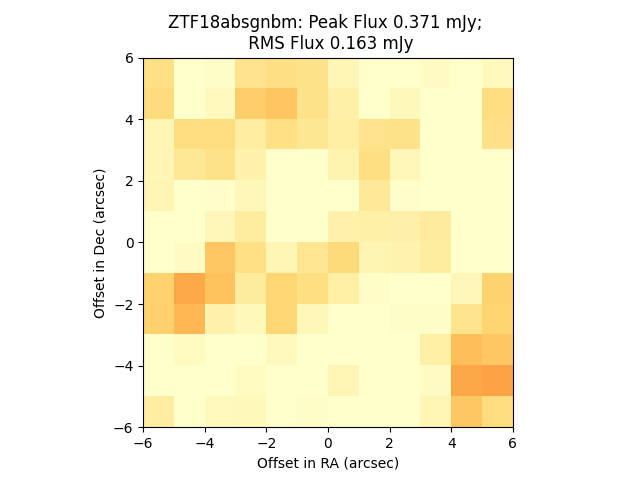 ZTF18absgnbm: Peak Flux 0.371 mJy;
RMS Flux 0.163 mJy
6
4
2
0
−2
−4
−6
Offset in Dec (arcsec)
−6 −4 −2 0 2 4 6
Offset in RA (arcsec)